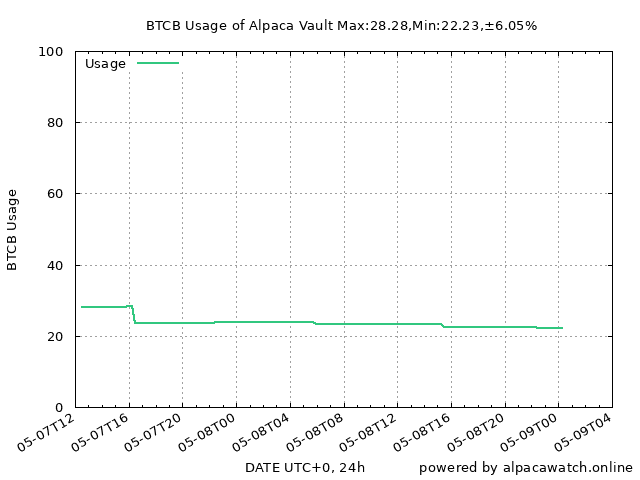 BTCB Usage of Alpaca Vault Max:28.28,Min:22.23,±6.05%
Usage
BTCB Usage
100
80
60
40
20
0
05-07T12
05-07T16
05-07T20
05-08T00
05-08T04
05-08T08
05-08T12
05-08T16
05-08T20
05-09T00
05-09T04
DATE UTC+0, 24h
powered by alpacawatch.online